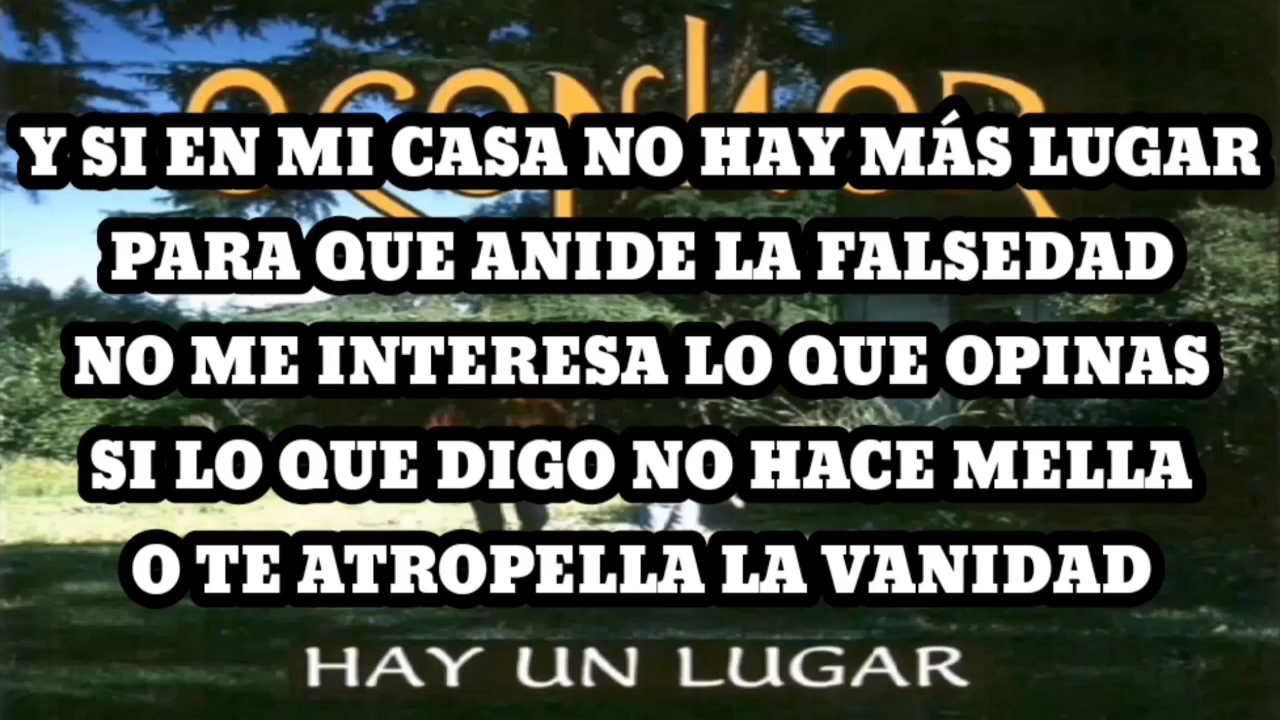 Y SI EN MI CASA NO HAY MÁS LUGAR
PARA QUE ANIDE LA FALSEDAD
NO ME INTERESA LO QUE OPINAS
SI LO QUE DIGO NO HACE MELLA
O TE ATROPELLA LA VANIDAD
HAY UN LUGAR